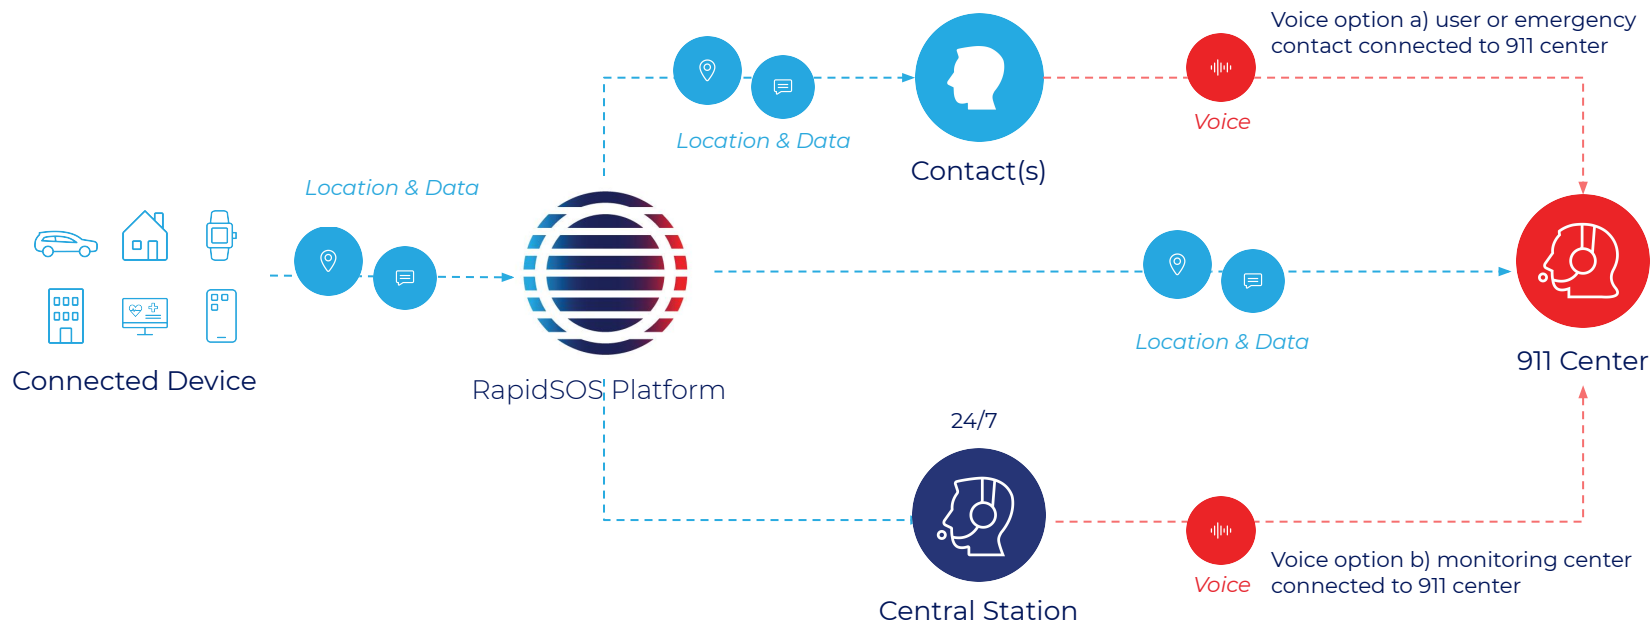 Voice option a) user or emergency
contact connected to 911 center
Voice
Location & Data
Contact(s)
Location & Data
Connected Device
RapidSOS Platform
Location & Data
911 Center
24/7
Central Station
Voice
Voice option b) monitoring center
connected to 911 center